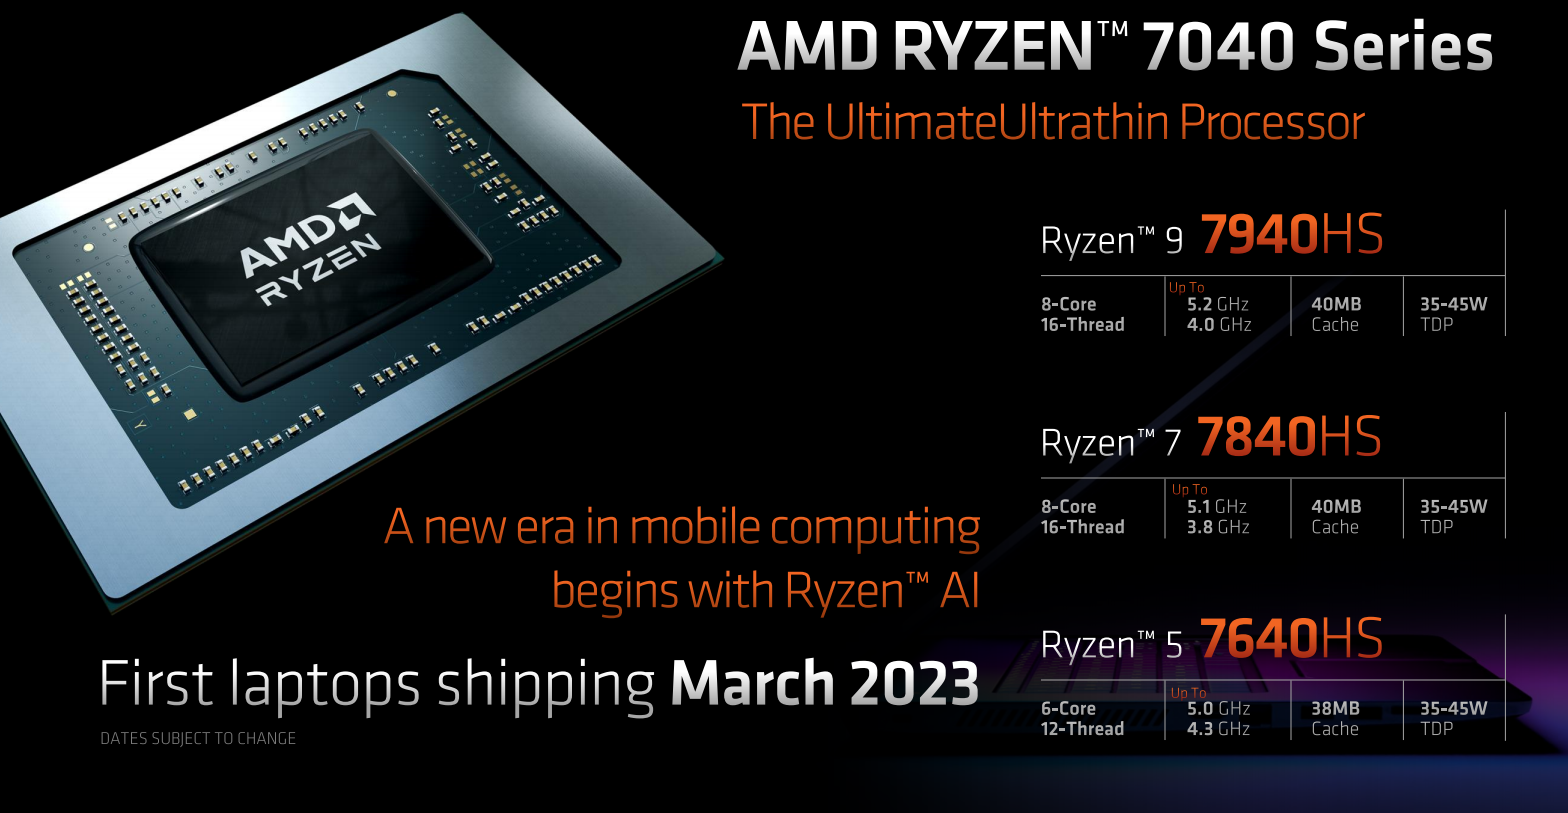 AMD RYZEN™ 7040 Series
The UltimateUltrathin Processor
AMD
RYZEN
Y
A new era in mobile computing
begins with Ryzen™ AI
First laptops shipping March 2023
DATES SUBJECT TO CHANGE
Ryzen™ 9 7940HS
8-Core
16-Thread
Up To
5.2 GHz
4.0 GHz
40MB
Cache
35-45W
TDP
Ryzen™ 7 7840HS
8-Core
16-Thread
Up To
5.1 GHz
3.8 GHz
40MB
Cache
35-45W
TDP
Ryzen™ 5 7640HS
6-Core
12-Thread
Up To
5.0 GHz
4.3 GHz
38MB
Cache
35-45W
TDP